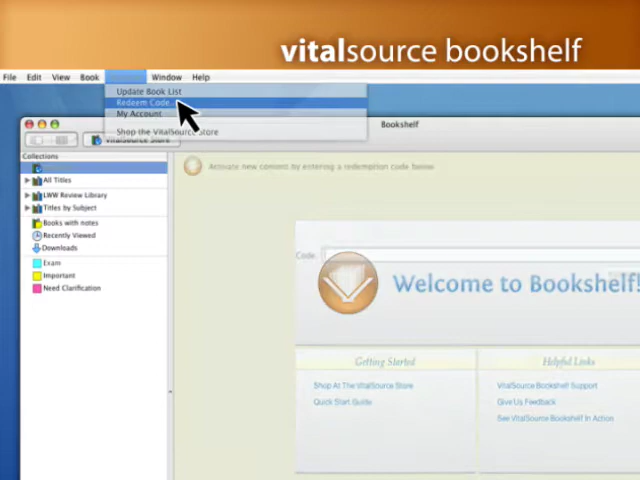 vitalsource bookshelf
File Edit View Book Window Help
Update Book List
Redeem Code...
My Account
Shop the VitalSource Store
Bookshelf
VitalSource Store
Collections
Activate new content by entering a redemption code below
All Titles
LWW Review Library
Titles by Subject
Books with notes
Recently Viewed
Downloads
Code:
Exam
Important
Need Clarification
Welcome to Bookshelf!
Getting Started Helpful Links
Shop At The VitalSource Store VitalSource Bookshelf Support
Quick Start Guide Give Us Feedback
See VitalSource Bookshelf In Action